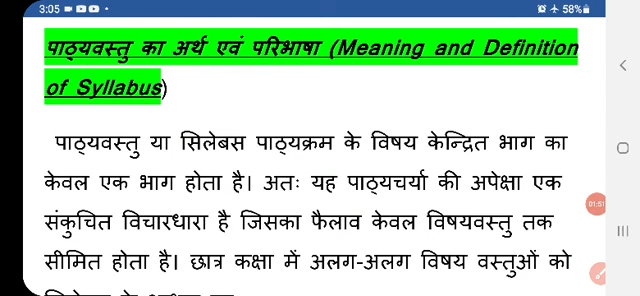 3:05
58%
पाठ्यवस्तु का अर्थ एवं परिभाषा (Meaning and Definition
of Syllabus)
पाठ्यवस्तु या सिलेबस पाठ्यक्रम के विषय केन्द्रित भाग का
केवल एक भाग होता है। अतः यह पाठ्यचर्या की अपेक्षा एक
संकुचित विचारधारा है जिसका फैलाव केवल विषयवस्तु तक
01:51
सीमित होता है। छात्र कक्षा में अलग-अलग विषय वस्तुओं को